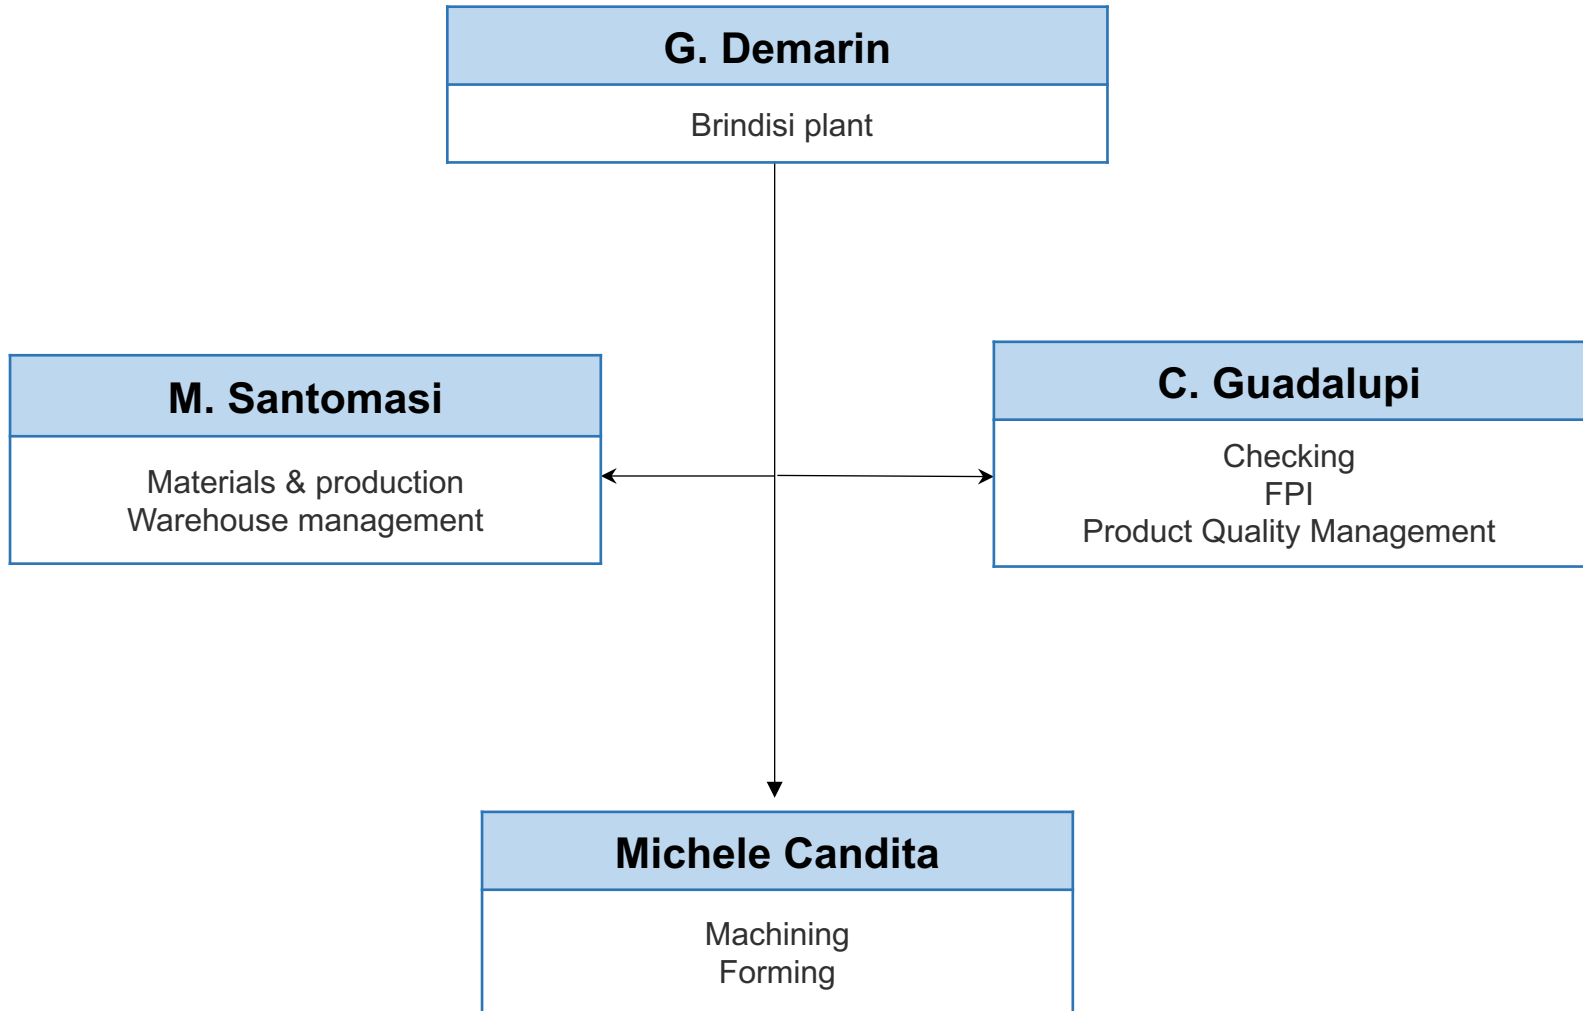 G. Demarin
Brindisi plant
M. Santomasi
Materials & production
Warehouse management
C. Guadalupi
Checking
FPI
Product Quality Management
Michele Candita
Machining
Forming